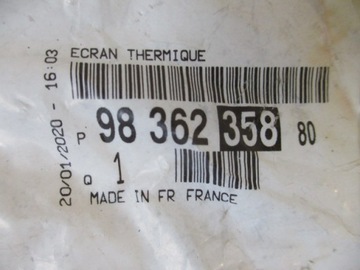 ECRAN THERMIQUE
P 98 362 358 80
Q 1
MADE IN FR FRANCE
20/01/2020 - 16:03